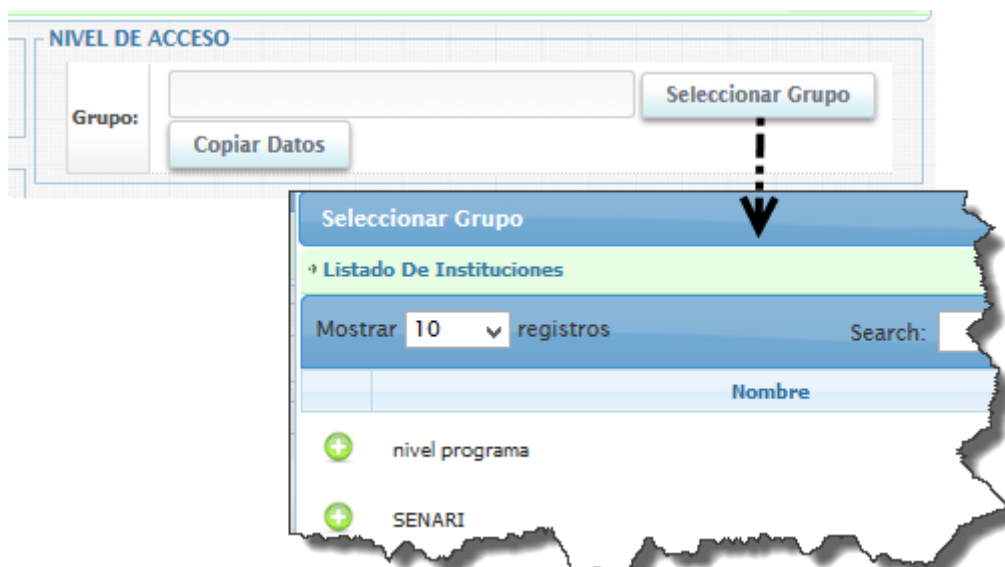 NIVEL DE ACCESO
Grupo:
Seleccionar Grupo
Copiar Datos
Seleccionar Grupo
Listado De Instituciones
Mostrar 10 registros Search:
Nombre
nivel programa
SENARI